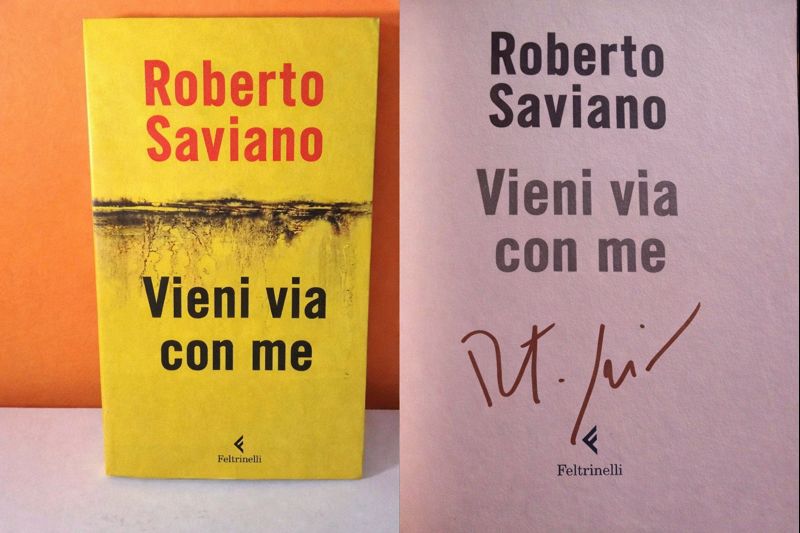 Roberto
Saviano
Vieni via
con me
Feltrinelli
Roberto
Saviano
Vieni via
con me
Feltrinelli